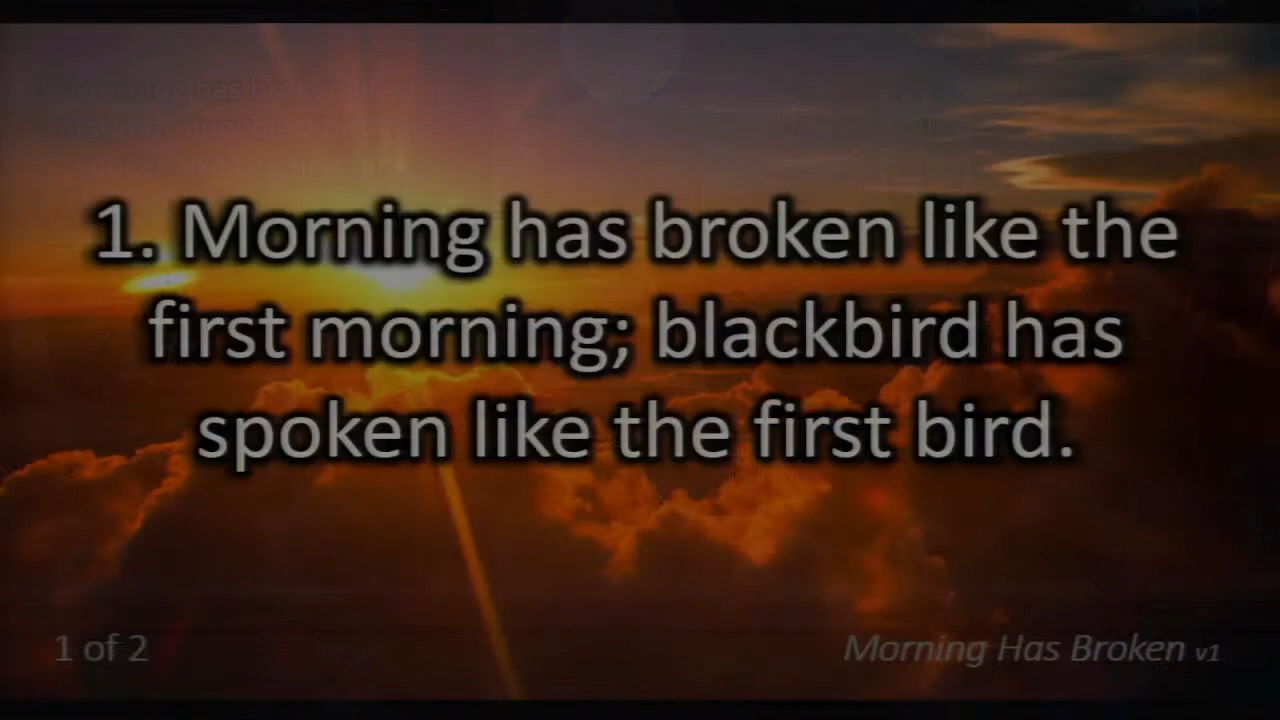 1. Morning has broken like the
first morning; blackbird has
spoken like the first bird.
1 of 2
Morning Has Broken v1